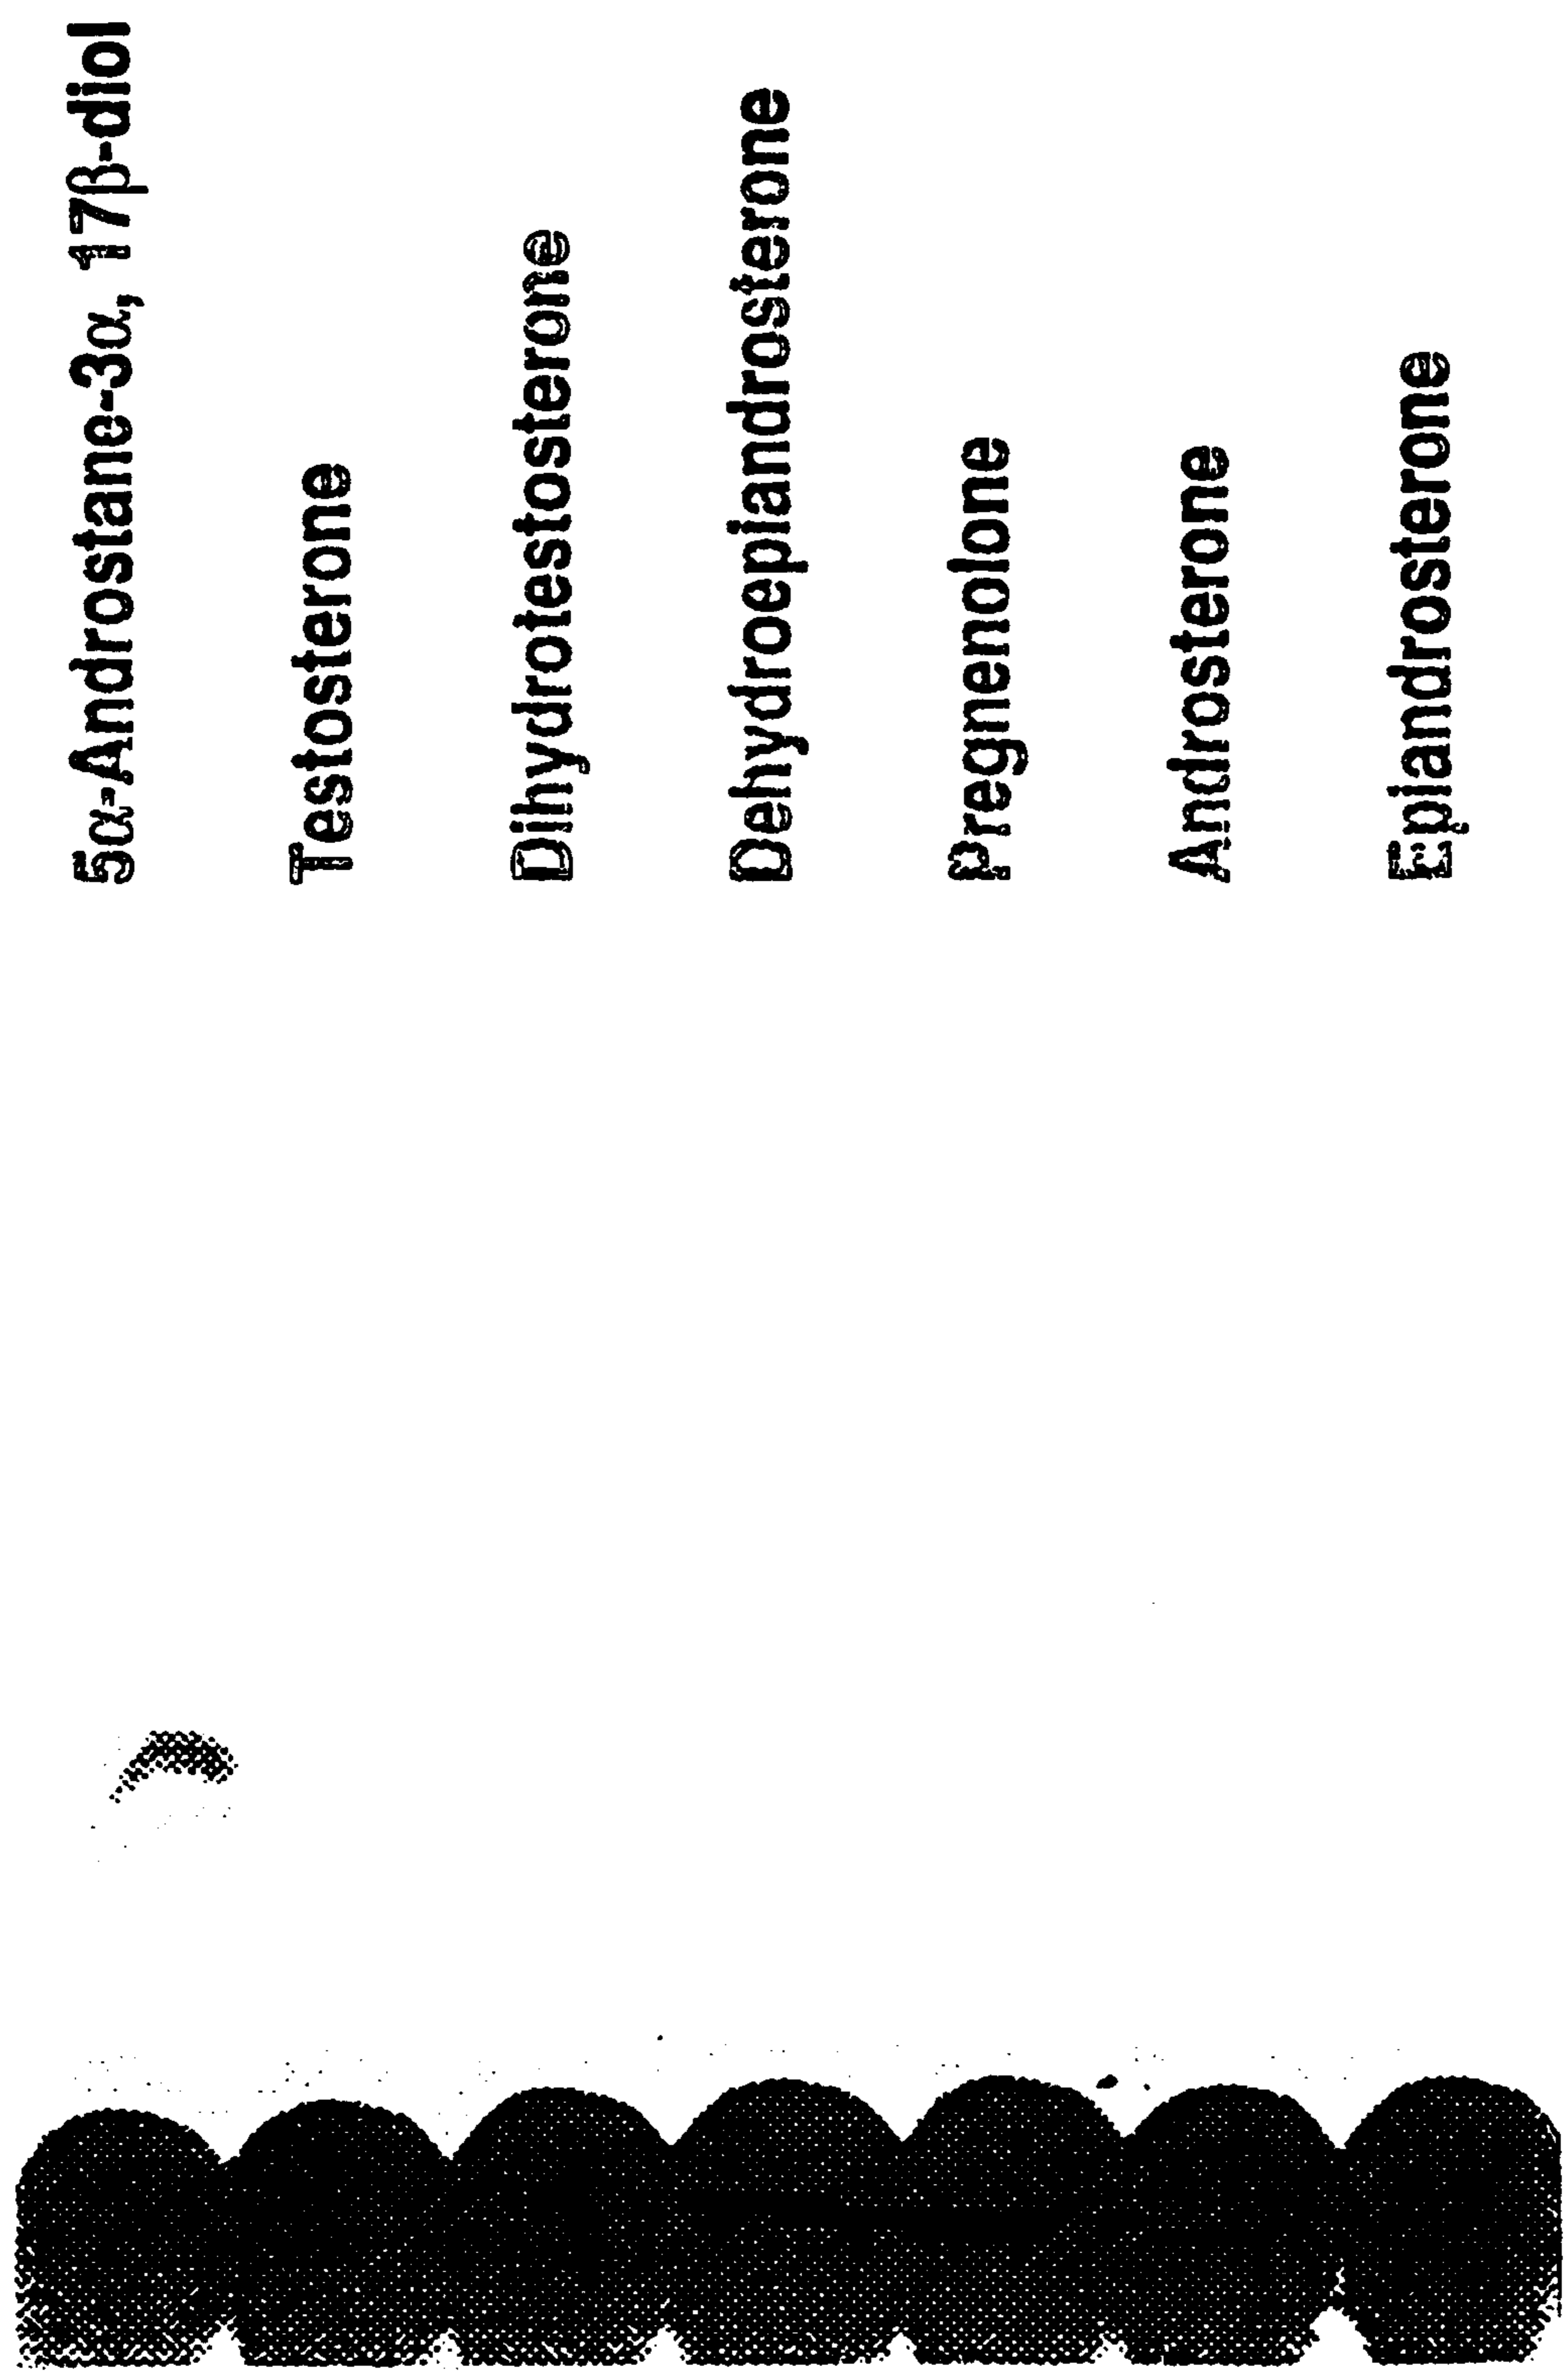 5α-Androstane-3α, 17β-diol
Testosterone
Dihydrotestosterone
Dehydroepiandrosterone
Pregnenolone
Androsterone
Epiandrosterone